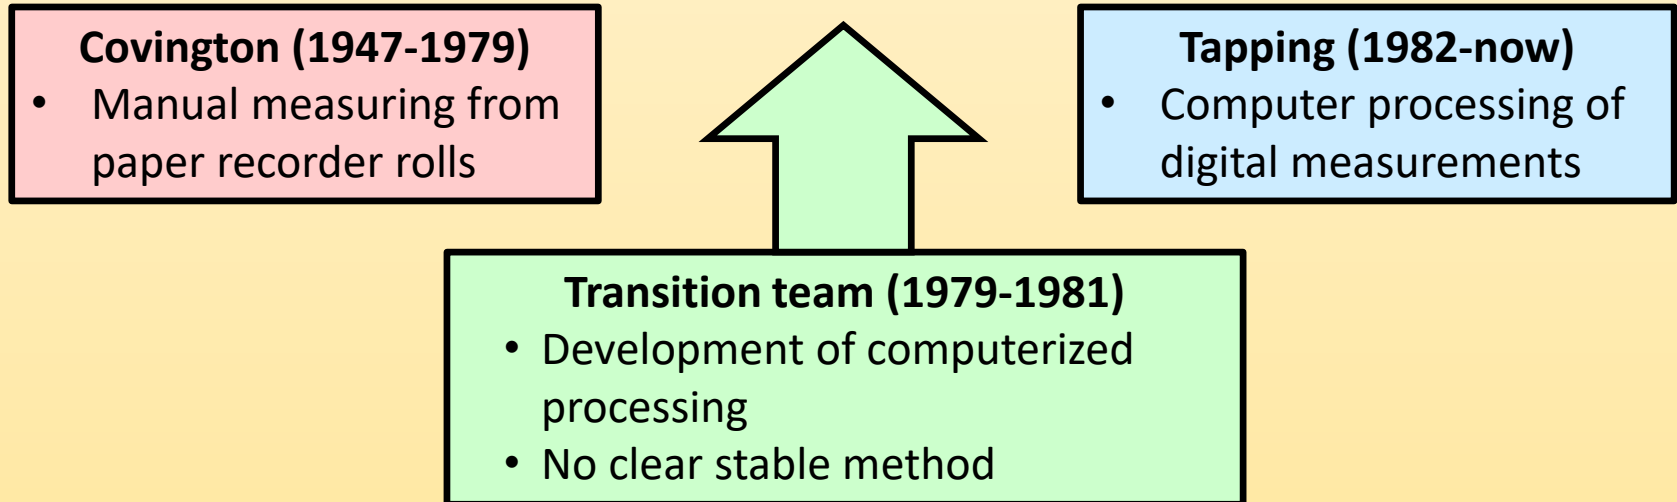 Covington (1947-1979)
• Manual measuring from
paper recorder rolls
Tapping (1982-now)
• Computer processing of
digital measurements
Transition team (1979-1981)
• Development of computerized
processing
• No clear stable method